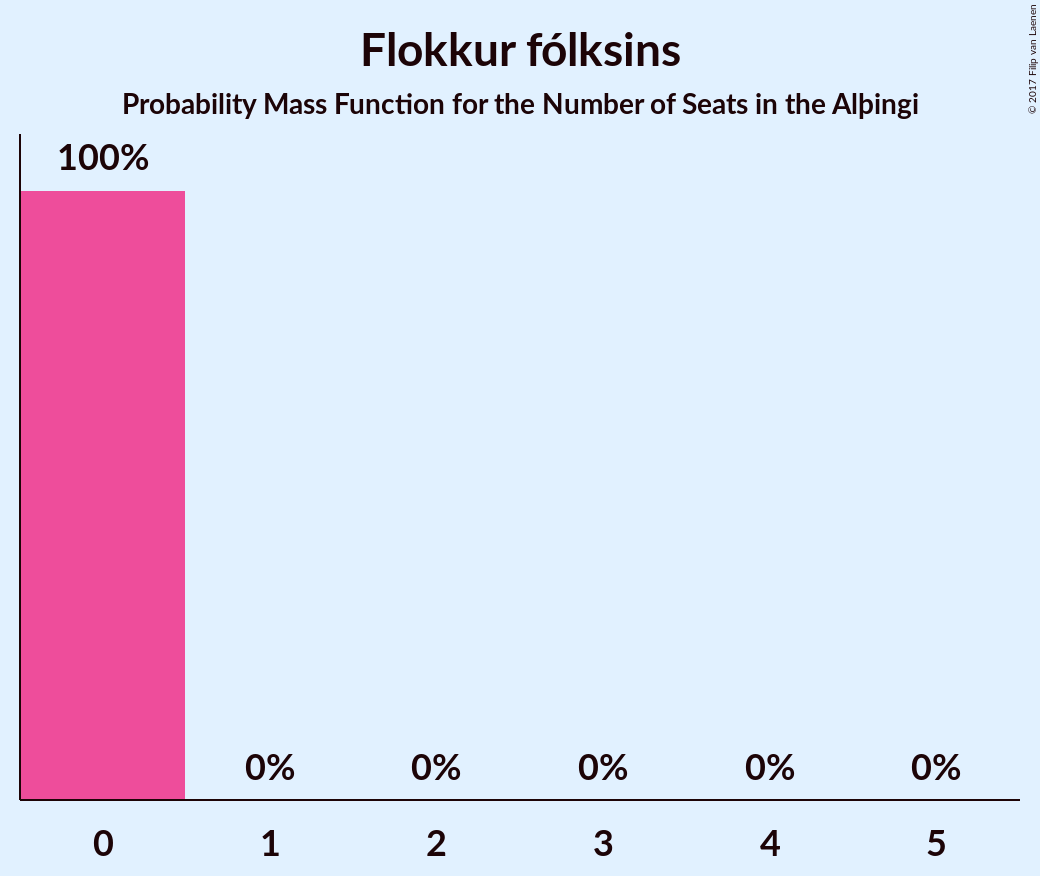 Flokkur fólksins
Probability Mass Function for the Number of Seats in the Alþingi
© 2017 Filip van Laenen
100%
0% 0% 0% 0% 0%
0 1 2 3 4 5